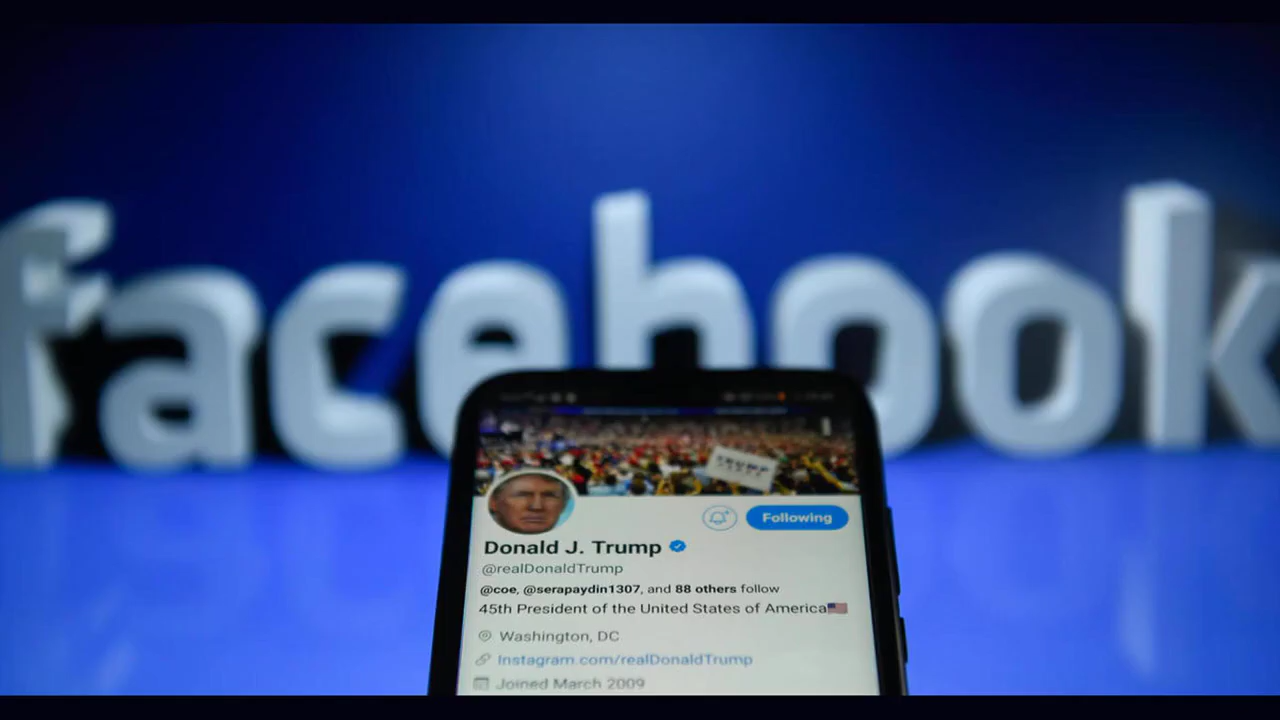 facebook
TRUMP
Following
Donald J. Trump
@realDonaldTrump
@coe, @serapaydin1307, and 88 others follow
45th President of the United States of America🇺🇸
Washington, DC
Instagram.com/realDonaldTrump
Joined March 2009